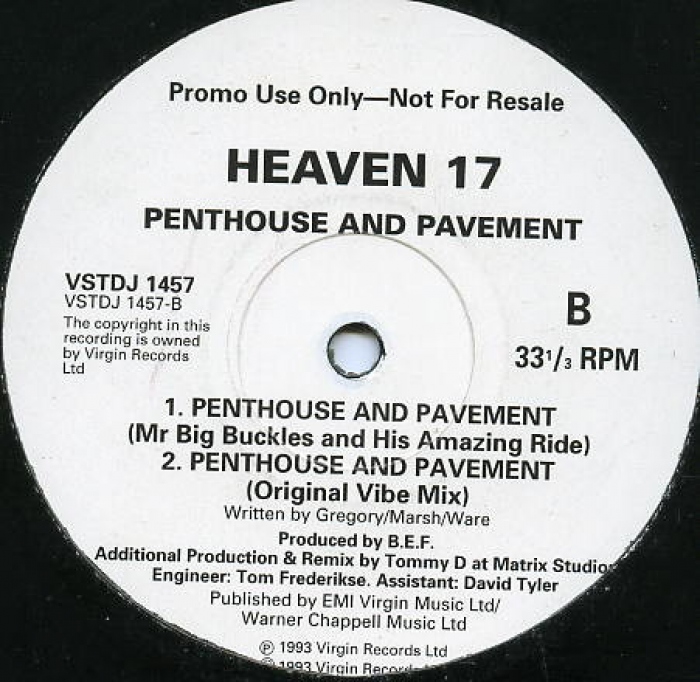 Promo Use Only—Not For Resale
HEAVEN 17
PENTHOUSE AND PAVEMENT
VSTDJ 1457
VSTDJ 1457-B
The copyright in this
recording is owned
by Virgin Records
Ltd
B
33 1/3 RPM
1. PENTHOUSE AND PAVEMENT
(Mr Big Buckles and His Amazing Ride)
2. PENTHOUSE AND PAVEMENT
(Original Vibe Mix)
Written by Gregory/Marsh/Ware
Produced by B.E.F.
Additional Production & Remix by Tommy D at Matrix Studio
Engineer: Tom Frederikse. Assistant: David Tyler
Published by EMI Virgin Music Ltd/
Warner Chappell Music Ltd
℗ 1993 Virgin Records Ltd
1993 Virgin Records